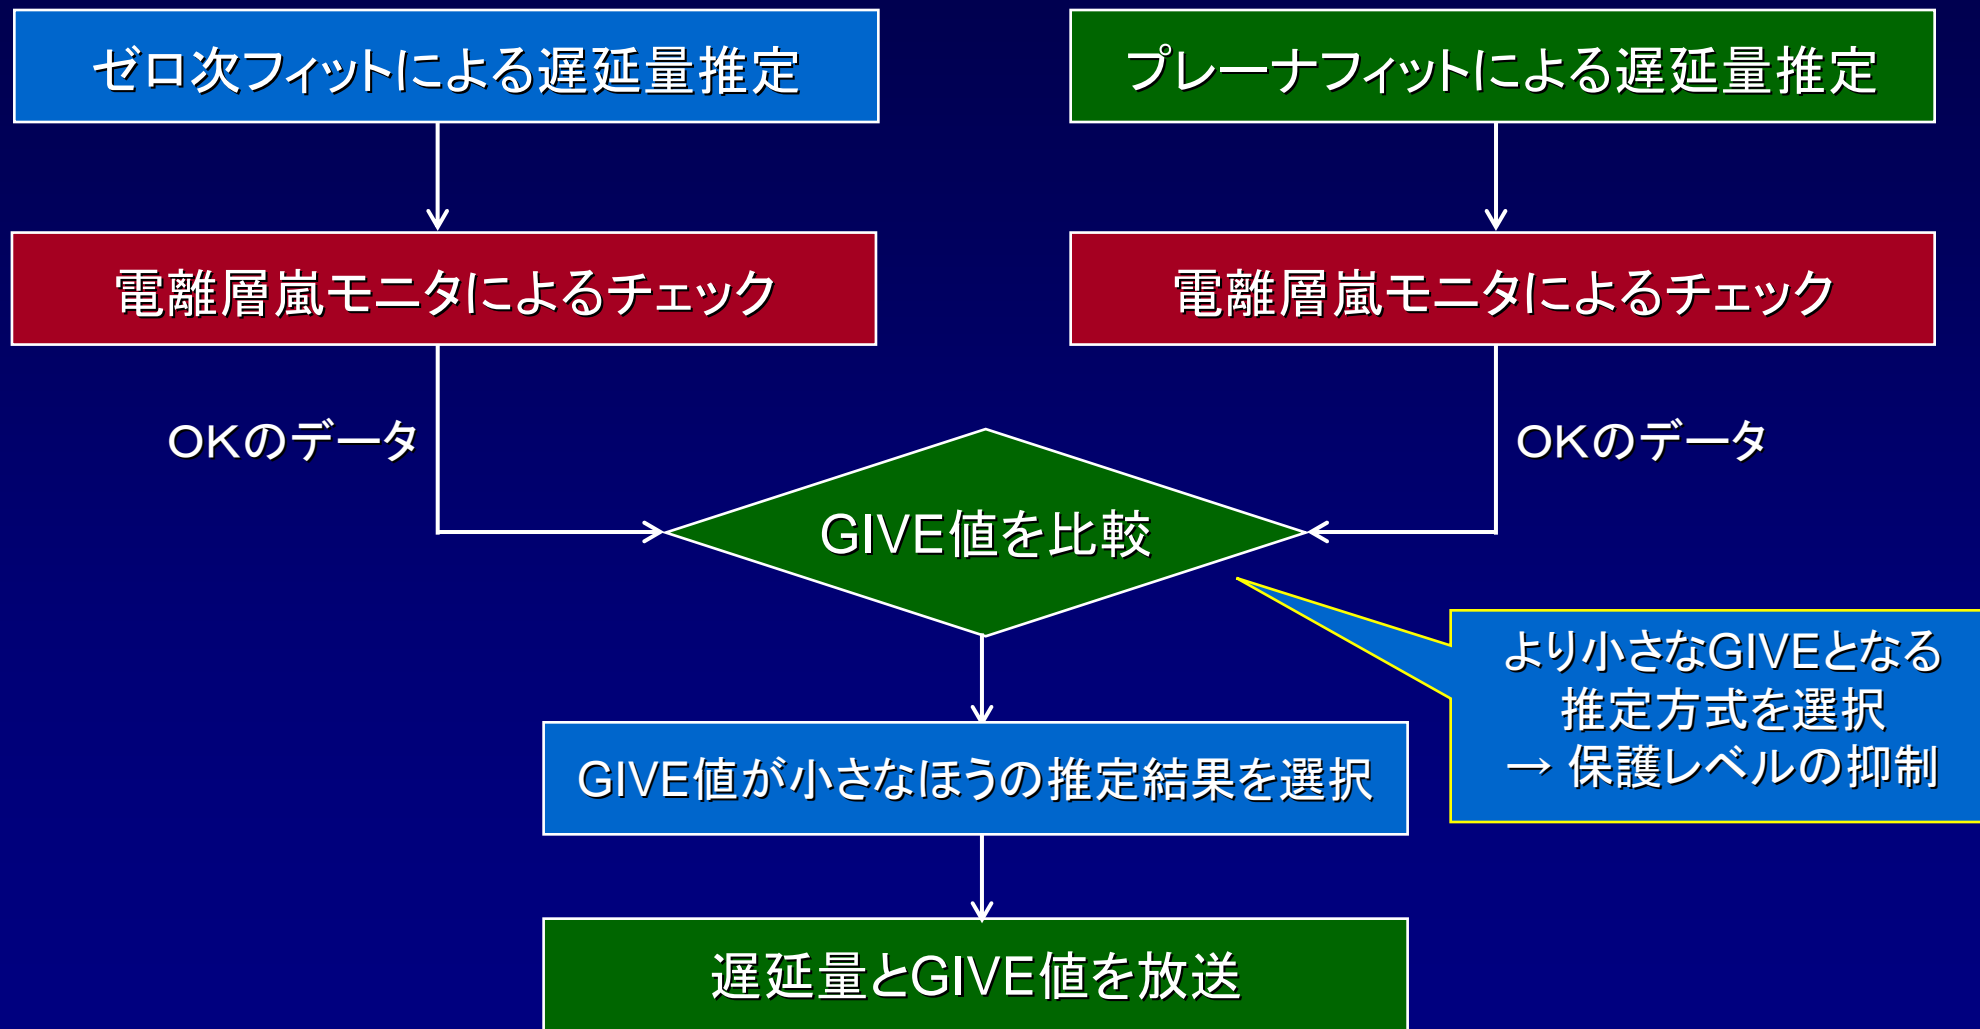 ゼロ次フィットによる遅延量推定
プレーナフィットによる遅延量推定
電離層嵐モニタによるチェック
電離層嵐モニタによるチェック
OKのデータ
OKのデータ
GIVE値を比較
より小さなGIVEとなる
推定方式を選択
→ 保護レベルの抑制
GIVE値が小さなほうの推定結果を選択
遅延量とGIVE値を放送